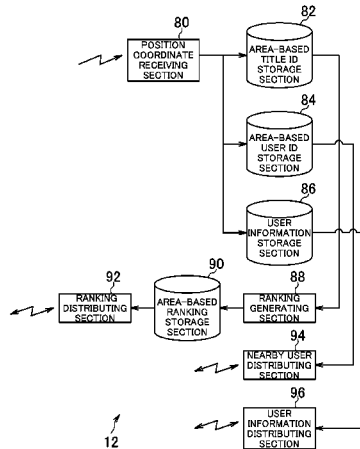 80
POSITION
COORDINATE
RECEIVING
SECTION
82
AREA-BASED
TITLE ID
STORAGE
SECTION
84
AREA-BASED
USER ID
STORAGE
SECTION
86
USER
INFORMATION
STORAGE
SECTION
92
RANKING
DISTRIBUTING
SECTION
90
AREA-BASED
RANKING
STORAGE
SECTION
88
RANKING
GENERATING
SECTION
94
NEARBY USER
DISTRIBUTING
SECTION
96
USER
INFORMATION
DISTRIBUTING
SECTION
12